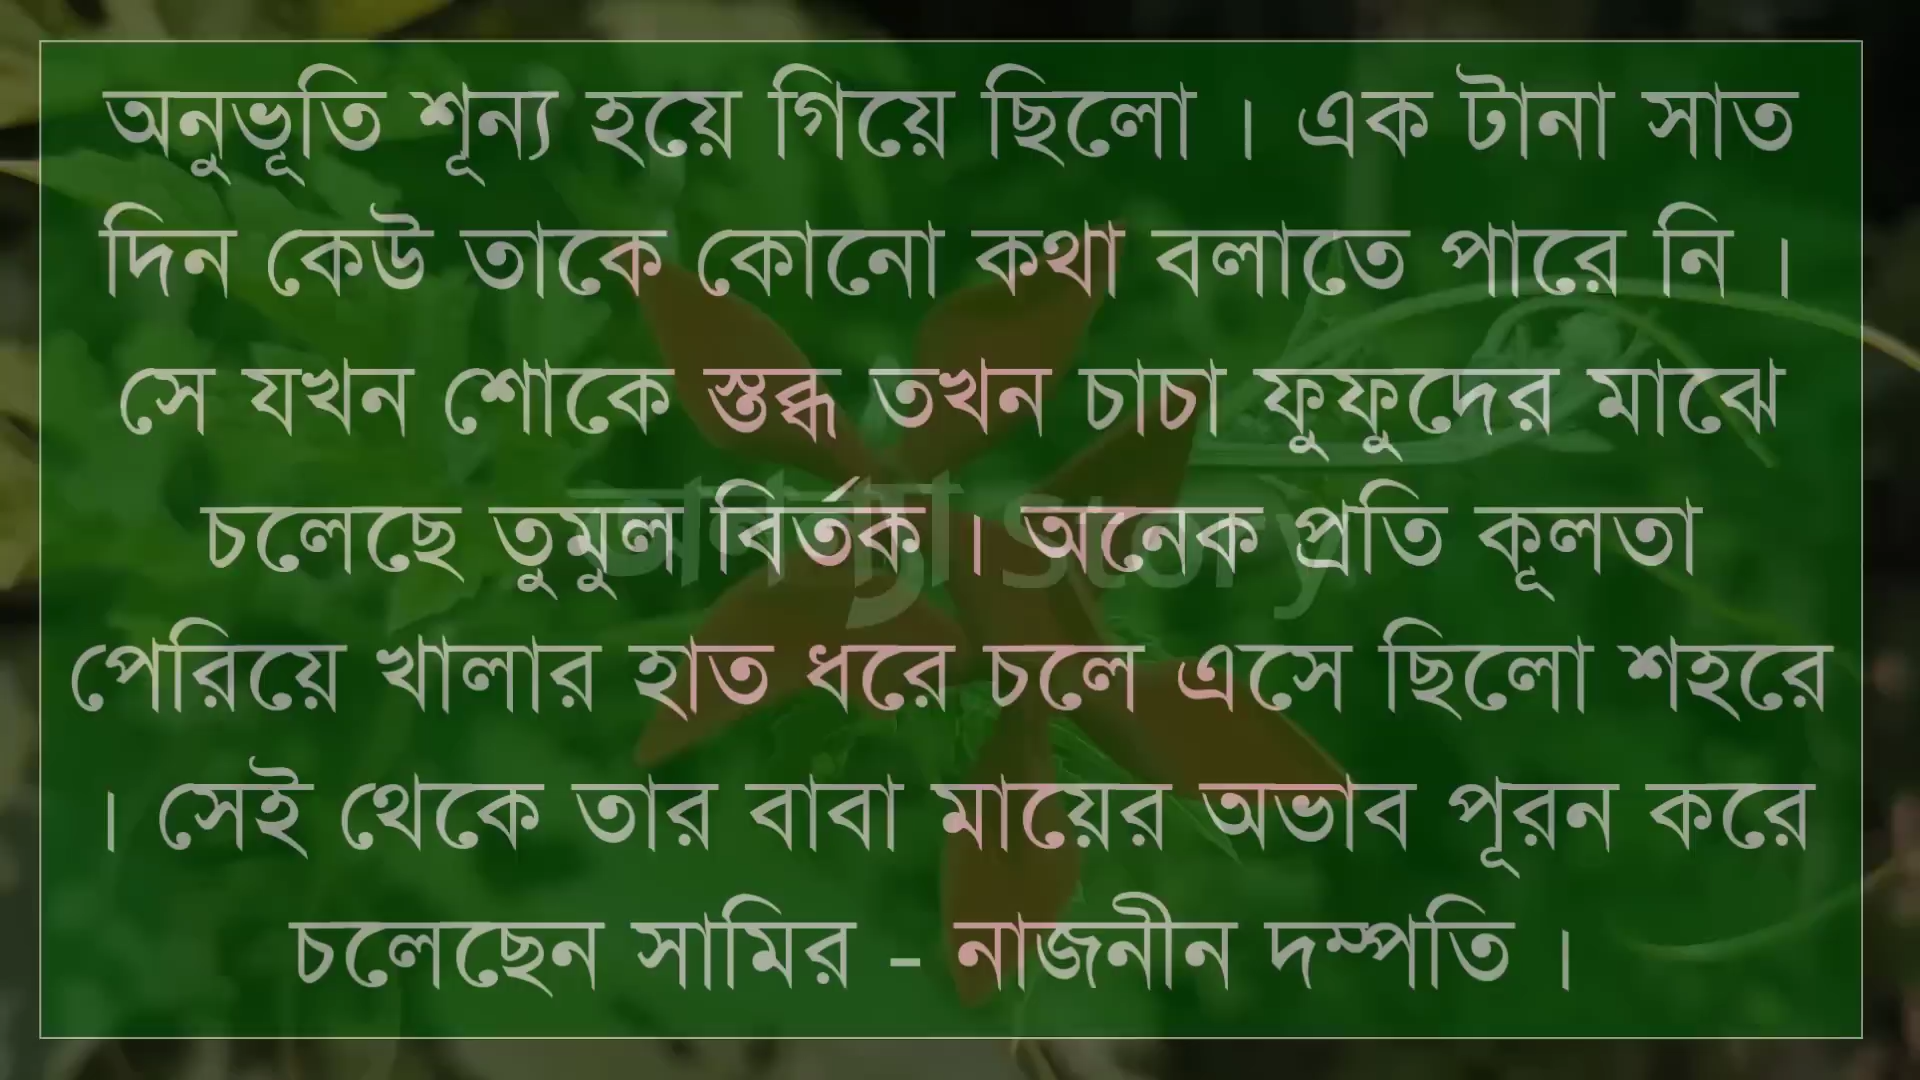 অনুভূতি শূন্য হয়ে গিয়ে ছিলো । এক টানা সাত
দিন কেউ তাকে কোনো কথা বলাতে পারে নি ।
সে যখন শোকে স্তব্ধ তখন চাচা ফুফুদের মাঝে
চলেছে তুমুল বির্তক । অনেক প্রতি কূলতা
পেরিয়ে খালার হাত ধরে চলে এসে ছিলো শহরে
। সেই থেকে তার বাবা মায়ের অভাব পূরন করে
চলেছেন সামির - নাজনীন দম্পতি ।
Story